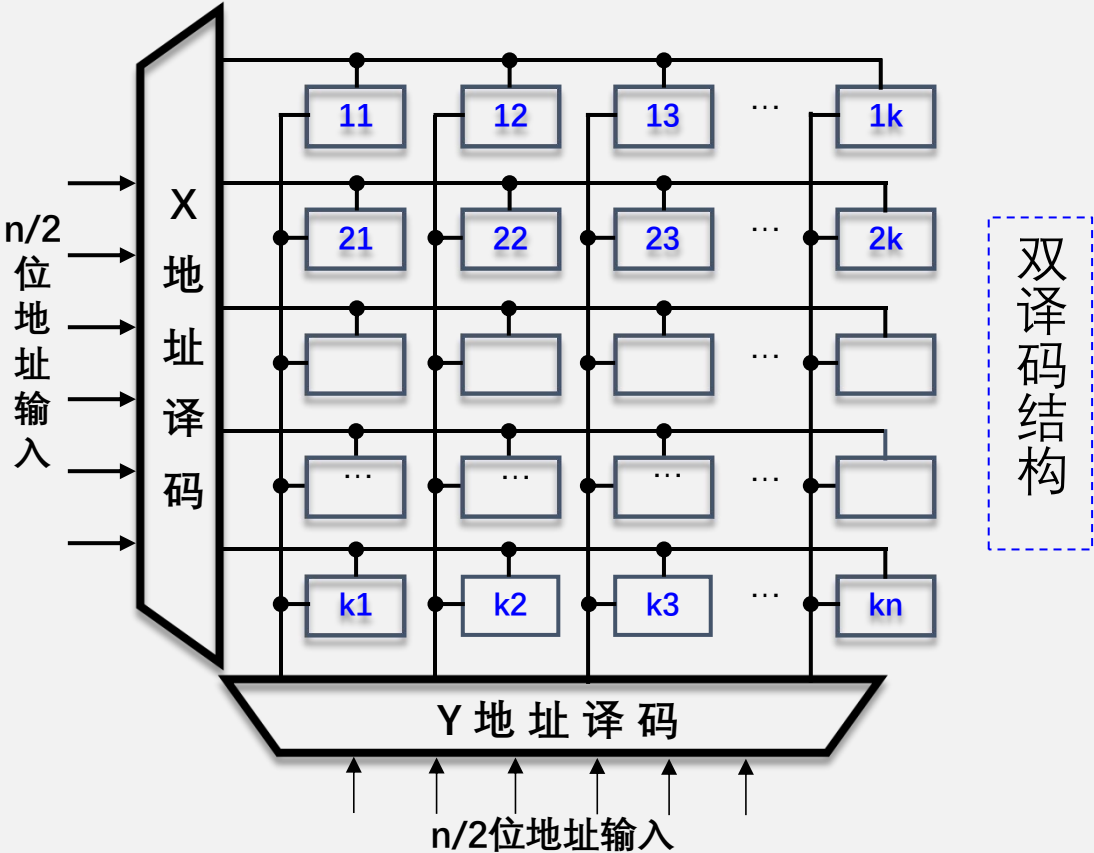 n/2
位
地
址
输
入
X
地
址
译
码
11 12 13 … 1k
21 22 23 … 2k
…
… … … …
k1 k2 k3 … kn
Y地址译码
n/2位地址输入
双
译
码
结
构